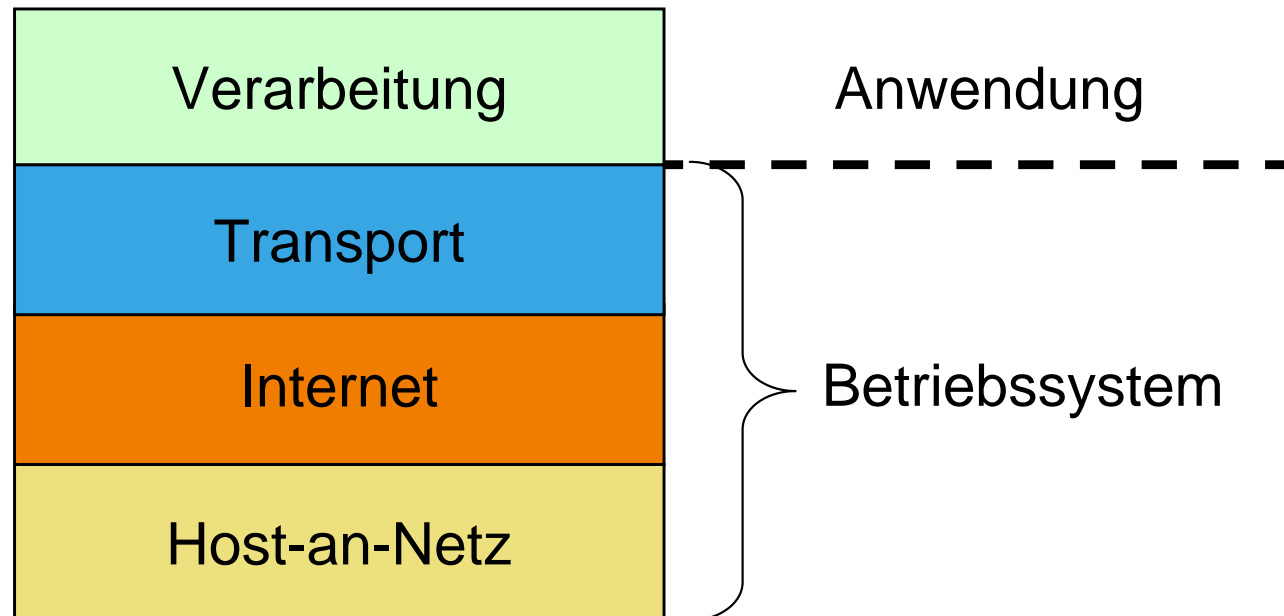 Verarbeitung
Anwendung
Transport
Internet
Betriebssystem
Host-an-Netz